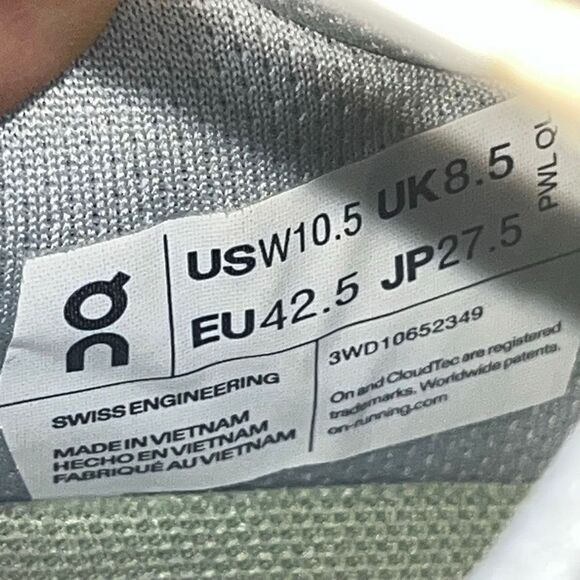 USW10.5 UK8.5
EU42.5 JP27.5
PWL QL
SWISS ENGINEERING
MADE IN VIETNAM
HECHO EN VIETNAM
FABRIQUÉ AU VIETNAM
3WD10652349
On and CloudTec are registered
trademarks. Worldwide patents.
on-running.com